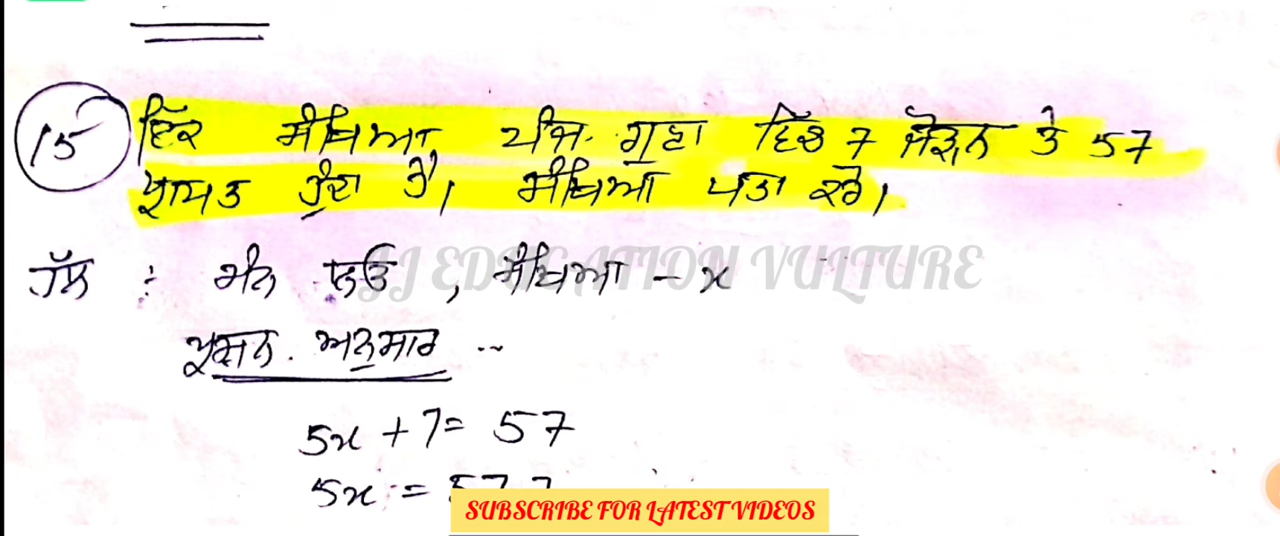 15 ਇੱਕ ਸੰਖਿਆ ਪੰਜ ਗੁਣਾ ਵਿੱਚ 7 ਜੋੜਨ ਤੇ 57
ਪ੍ਰਾਪਤ ਹੁੰਦਾ ਹੈ, ਸੰਖਿਆ ਪਤਾ ਕਰੋ।
JJ EDUCATION VULTURE
ਹੱਲ : ਮੰਨ ਲਓ, ਸੰਖਿਆ - x
ਪ੍ਰਸ਼ਨ ਅਨੁਸਾਰ ..
5x + 7 = 57
5x =
SUBSCRIBE FOR LATEST VIDEOS